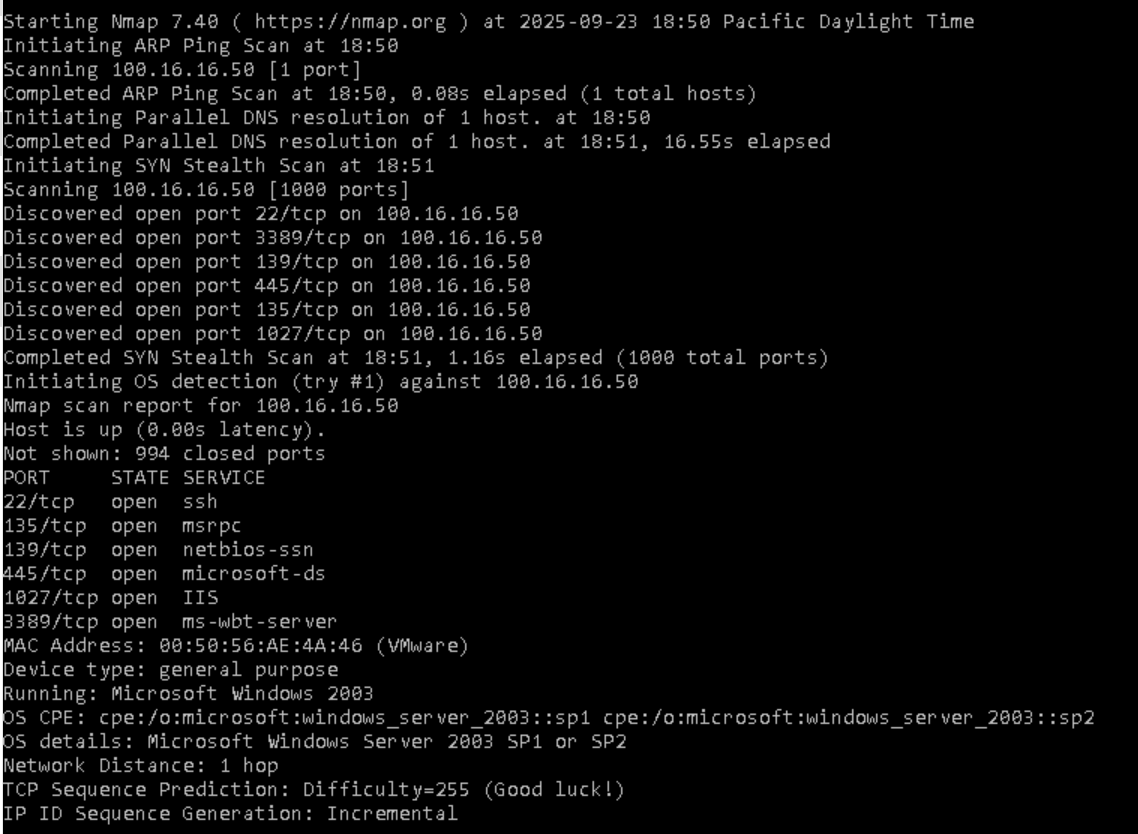 Starting Nmap 7.40 ( https://nmap.org ) at 2025-09-23 18:50 Pacific Daylight Time
Initiating ARP Ping Scan at 18:50
Scanning 100.16.16.50 [1 port]
Completed ARP Ping Scan at 18:50, 0.08s elapsed (1 total hosts)
Initiating Parallel DNS resolution of 1 host. at 18:50
Completed Parallel DNS resolution of 1 host. at 18:51, 16.55s elapsed
Initiating SYN Stealth Scan at 18:51
Scanning 100.16.16.50 [1000 ports]
Discovered open port 22/tcp on 100.16.16.50
Discovered open port 3389/tcp on 100.16.16.50
Discovered open port 139/tcp on 100.16.16.50
Discovered open port 445/tcp on 100.16.16.50
Discovered open port 135/tcp on 100.16.16.50
Discovered open port 1027/tcp on 100.16.16.50
Completed SYN Stealth Scan at 18:51, 1.16s elapsed (1000 total ports)
Initiating OS detection (try #1) against 100.16.16.50
Nmap scan report for 100.16.16.50
Host is up (0.00s latency).
Not shown: 994 closed ports
PORT     STATE SERVICE
22/tcp   open  ssh
135/tcp  open  msrpc
139/tcp  open  netbios-ssn
445/tcp  open  microsoft-ds
1027/tcp open  IIS
3389/tcp open  ms-wbt-server
MAC Address: 00:50:56:AE:4A:46 (VMware)
Device type: general purpose
Running: Microsoft Windows 2003
OS CPE: cpe:/o:microsoft:windows_server_2003::sp1 cpe:/o:microsoft:windows_server_2003::sp2
OS details: Microsoft Windows Server 2003 SP1 or SP2
Network Distance: 1 hop
TCP Sequence Prediction: Difficulty=255 (Good luck!)
IP ID Sequence Generation: Incremental